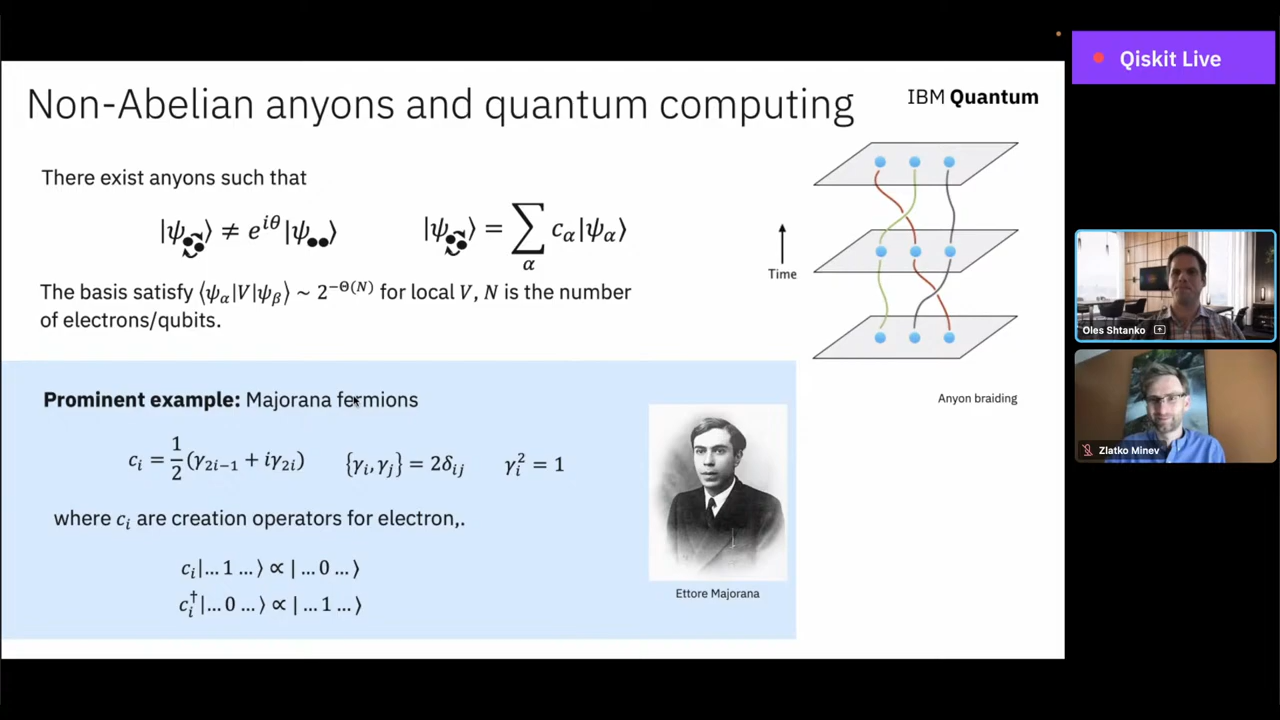 Non-Abelian anyons and quantum computing
IBM Quantum
There exist anyons such that
|ψ⟩ ≠ e^{iθ}|ψ_{●●}⟩
|ψ⟩ = ∑_α c_α|ψ_α⟩
The basis satisfy ⟨ψ_α|V|ψ_β⟩ ~ 2^{−Θ(N)} for local V, N is the number
of electrons/qubits.
Time
Anyon braiding
Prominent example: Majorana fermions
c_i = 1/2 (γ_{2i−1} + iγ_{2i})
{γ_i, γ_j} = 2δ_{ij}
γ_i^2 = 1
where c_i are creation operators for electron,.
c_i|... 1 ... ⟩ ∝ | ... 0 ... ⟩
c_i^†|... 0 ... ⟩ ∝ | ... 1 ... ⟩
Ettore Majorana
Qiskit Live
Oles Shtanko
Zlatko Minev